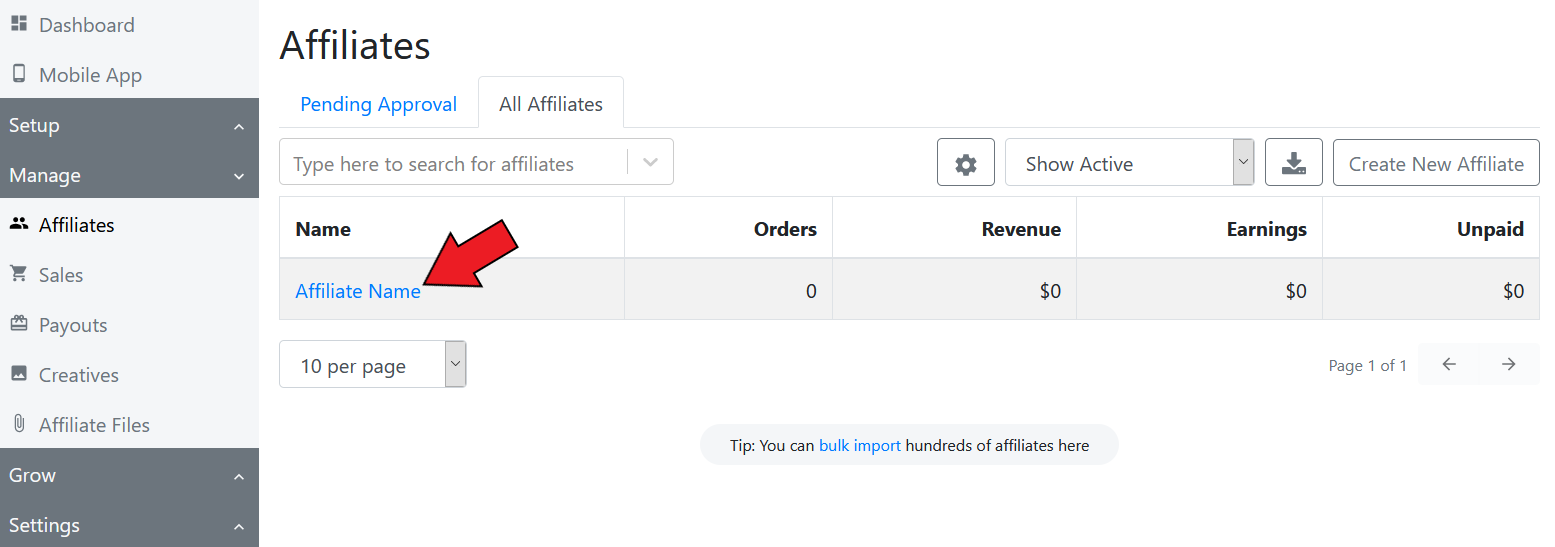 Dashboard
Mobile App
Setup
Manage
Affiliates
Sales
Payouts
Creatives
Affiliate Files
Grow
Settings
Affiliates
Pending Approval All Affiliates
Type here to search for affiliates Show Active Create New Affiliate
Name Orders Revenue Earnings Unpaid
Affiliate Name 0 $0 $0 $0
10 per page Page 1 of 1
Tip: You can bulk import hundreds of affiliates here